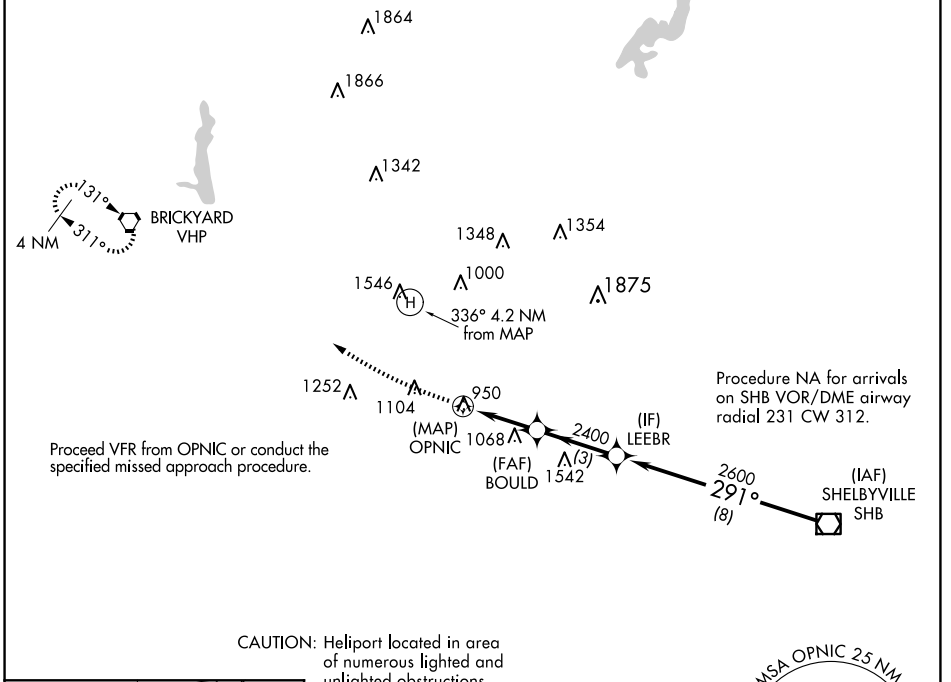 1864
1866
1342
131°
BRICKYARD
VHP
4 NM
311°
1348
1354
1546
1000
1875
336° 4.2 NM
from MAP
Procedure NA for arrivals
on SHB VOR/DME airway
radial 231 CW 312.
1252
1104
950
(MAP)
OPNIC
1068
2400
(3)
(IF)
LEEBR
(FAF)
BOULD
1542
2600
291°
(8)
(IAF)
SHELBYVILLE
SHB
Proceed VFR from OPNIC or conduct the
specified missed approach procedure.
H
CAUTION: Heliport located in area
of numerous lighted and
unlighted obstructions
MSA OPNIC 25 NM